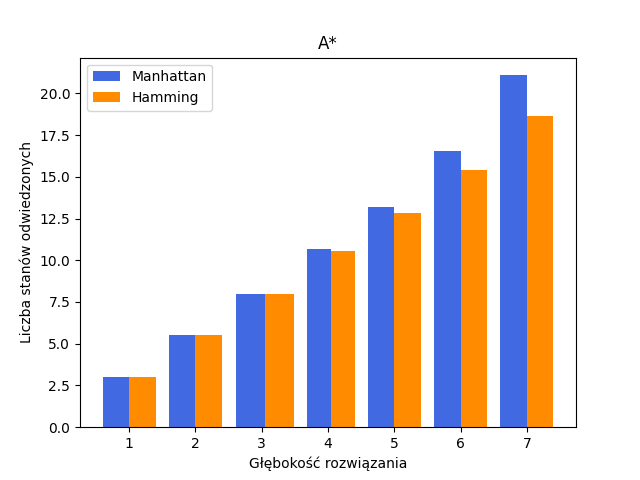 A*
Manhattan
Hamming
Liczba stanów odwiedzonych
20.0
17.5
15.0
12.5
10.0
7.5
5.0
2.5
0.0
1 2 3 4 5 6 7
Głębokość rozwiązania